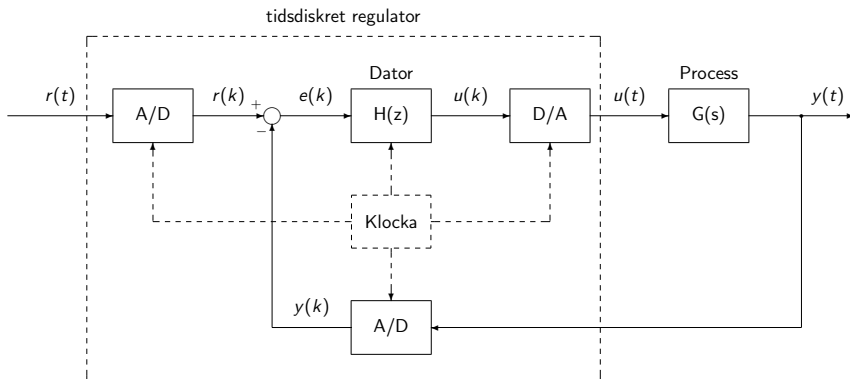 tidsdiskret regulator
Dator
Process
r(t)
A/D
r(k)
+
−
e(k)
H(z)
u(k)
D/A
u(t)
G(s)
y(t)
Klocka
y(k)
A/D